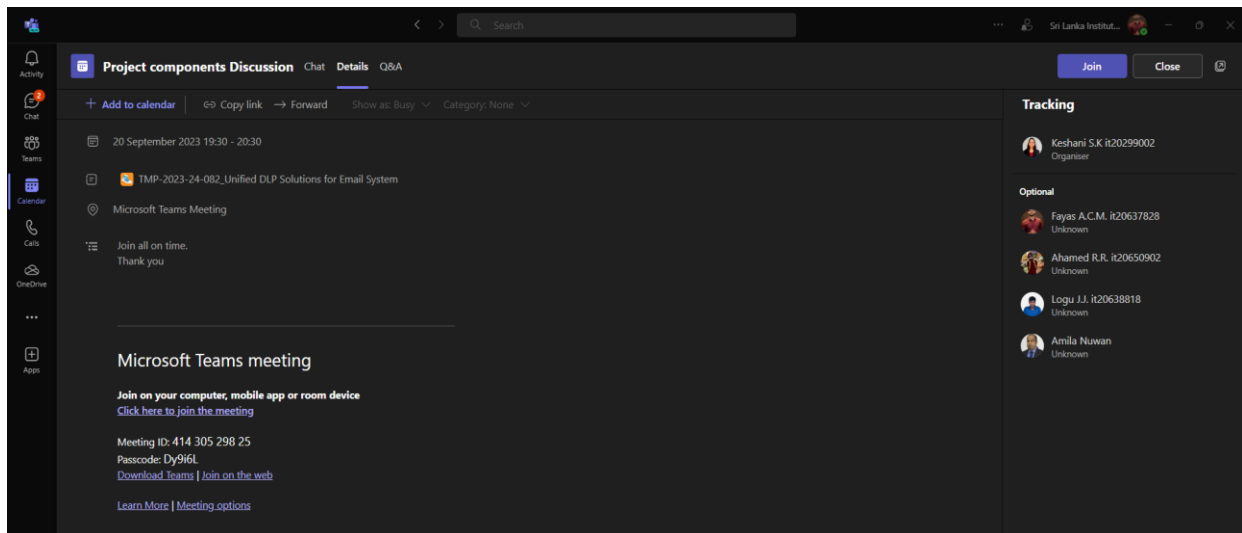 Search
Sri Lanka Institut...
Activity
2
Chat
Teams
Calendar
Calls
OneDrive
Apps
Project components Discussion Chat Details Q&A
Join Close
Add to calendar Copy link Forward Show as: Busy Category: None
20 September 2023 19:30 - 20:30
TMP-2023-24-082_Unified DLP Solutions for Email System
Microsoft Teams Meeting
Join all on time.
Thank you
Microsoft Teams meeting
Join on your computer, mobile app or room device
Click here to join the meeting
Meeting ID: 414 305 298 25
Passcode: Dy9i6L
Download Teams | Join on the web
Learn More | Meeting options
Tracking
Keshani S.K it20299002
Organiser
Optional
Fayas A.C.M. it20637828
Unknown
Ahamed R.R. it20650902
Unknown
Logu J.J. it20638818
Unknown
Amila Nuwan
Unknown